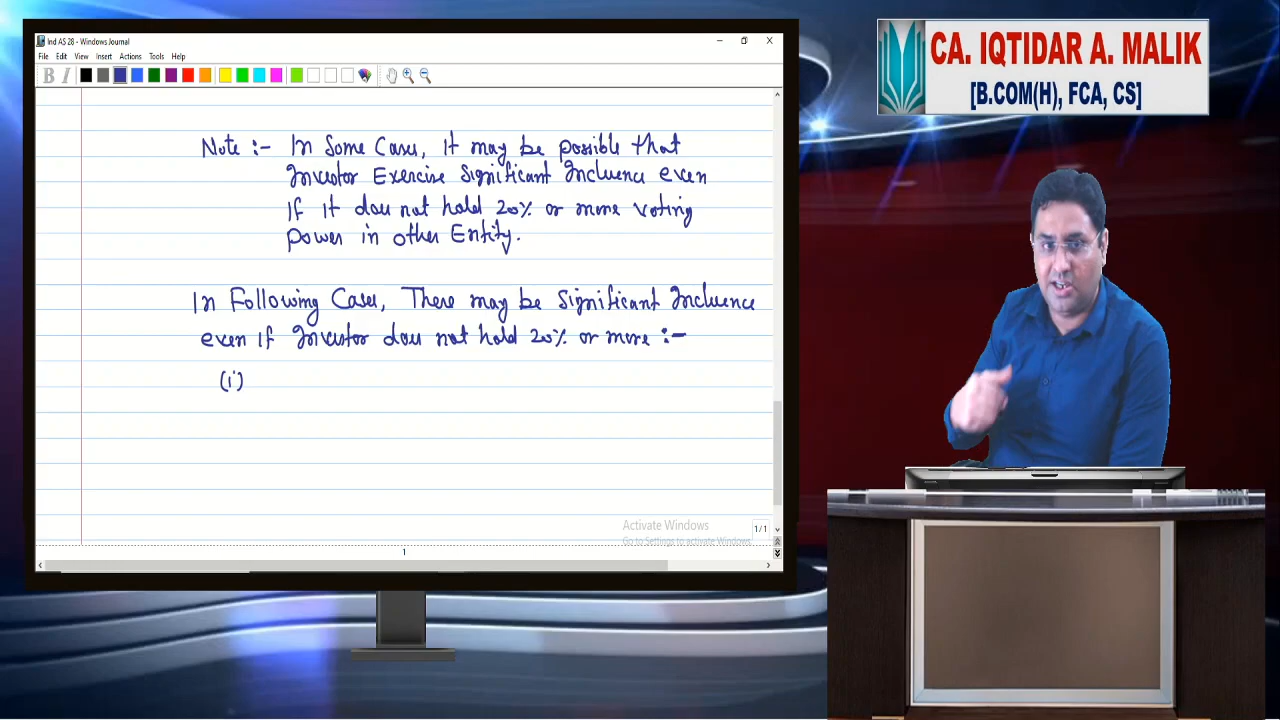 Ind AS 28 - Windows Journal
File Edit View Insert Actions Tools Help
B I
Note :- In Some Cases, It may be possible that
Investor Exercise Significant Incluence even
If it does not hold 20% or more voting
power in other Entity.
In Following Cases, There may be Significant Incluence
even if Investor does not hold 20% or more :-
(i)
Activate Windows
Go to Settings to activate Windows.
1/1
1
CA. IQTIDAR A. MALIK
[B.COM(H), FCA, CS]